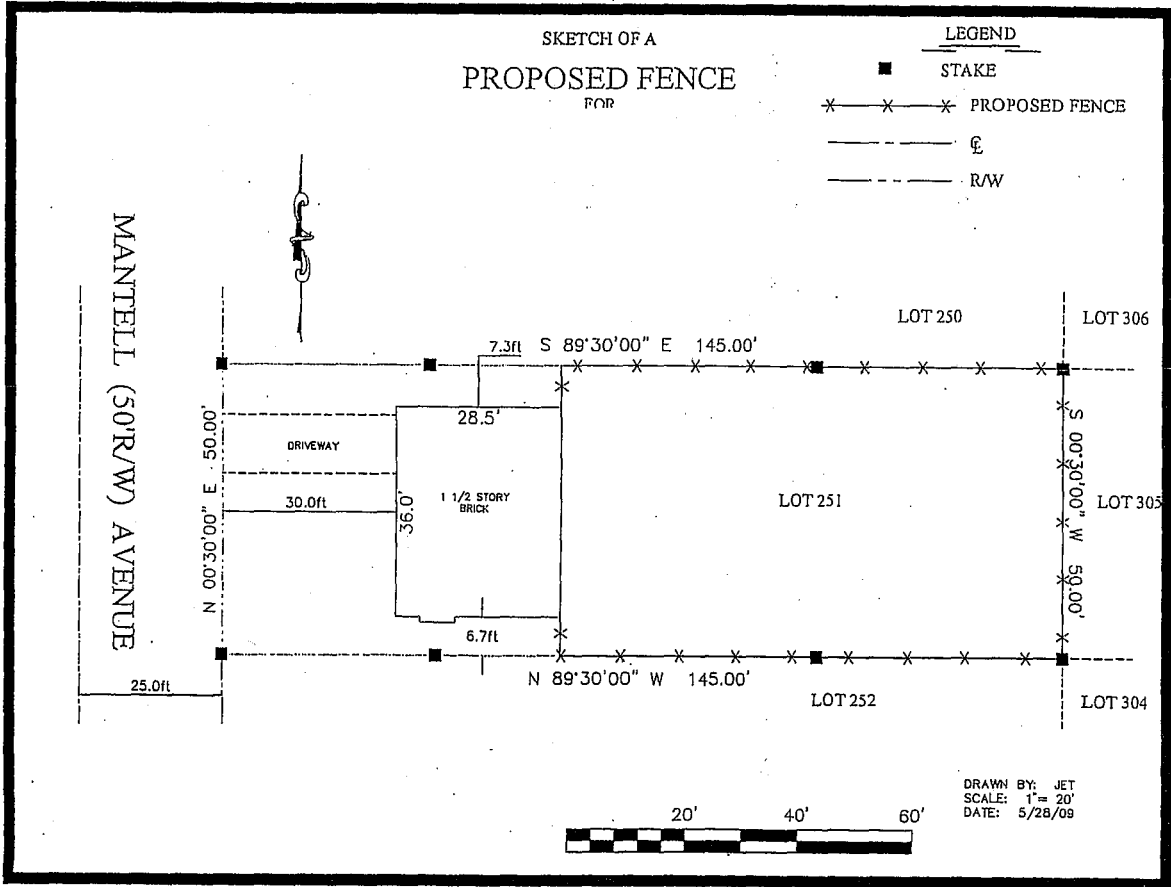 SKETCH OF A
PROPOSED FENCE
FOR
LEGEND
STAKE
PROPOSED FENCE
℄
R/W
MANTELL (50'R/W) AVENUE
LOT 250
LOT 306
7.3ft
S 89°30'00" E 145.00'
28.5'
DRIVEWAY
N 00°30'00" E 50.00'
30.0ft
36.0'
1 1/2 STORY
BRICK
LOT 251
S 00°30'00" W 50.00'
LOT 305
6.7ft
25.0ft
N 89°30'00" W 145.00'
LOT 252
LOT 304
DRAWN BY: JET
SCALE: 1"= 20'
DATE: 5/28/09
20' 40' 60'